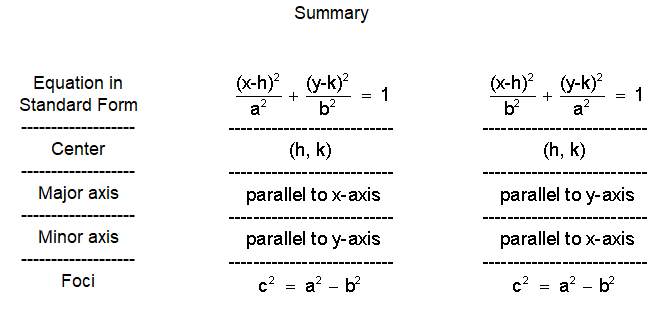 Summary
Equation in
Standard Form
(x-h)² / a² + (y-k)² / b² = 1
(x-h)² / b² + (y-k)² / a² = 1
Center
(h, k)
(h, k)
Major axis
parallel to x-axis
parallel to y-axis
Minor axis
parallel to y-axis
parallel to x-axis
Foci
c² = a² – b²
c² = a² – b²